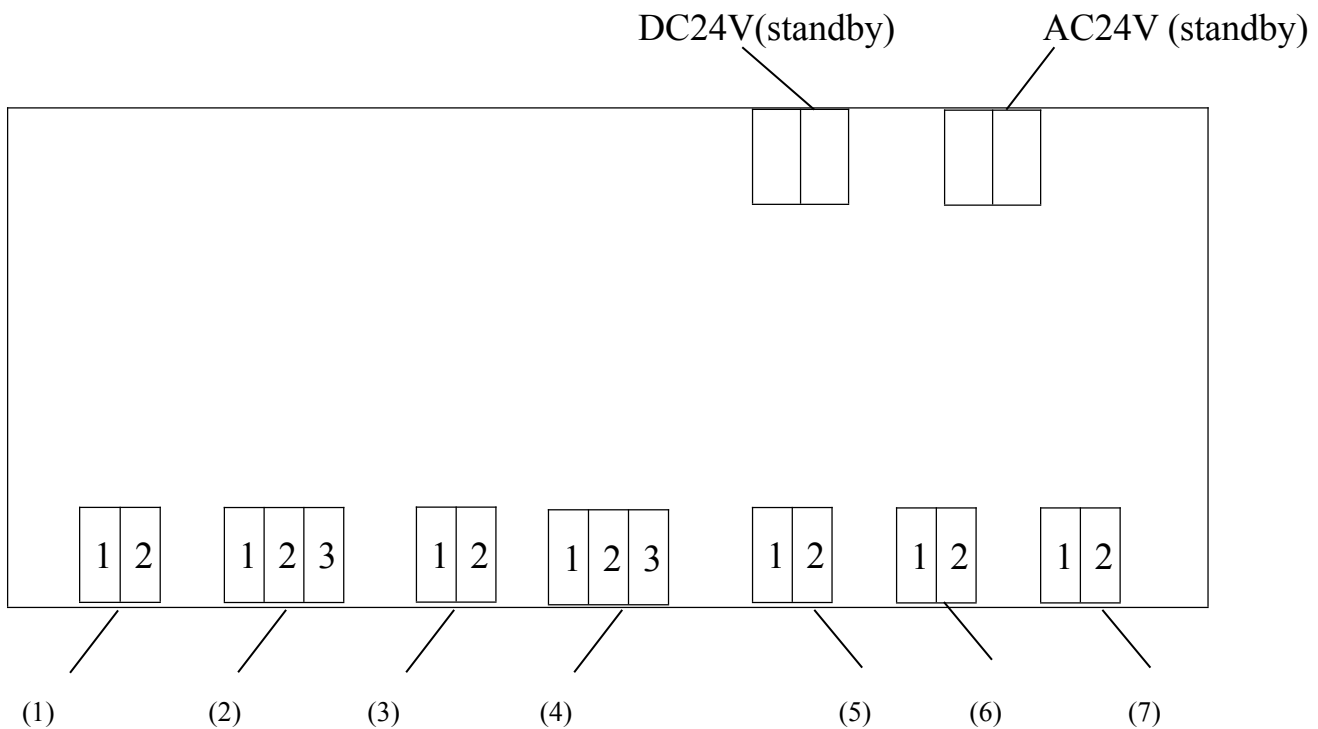 DC24V(standby) AC24V (standby)
1 2 1 2 3 1 2 1 2 3 1 2 1 2 1 2
(1) (2) (3) (4) (5) (6) (7)